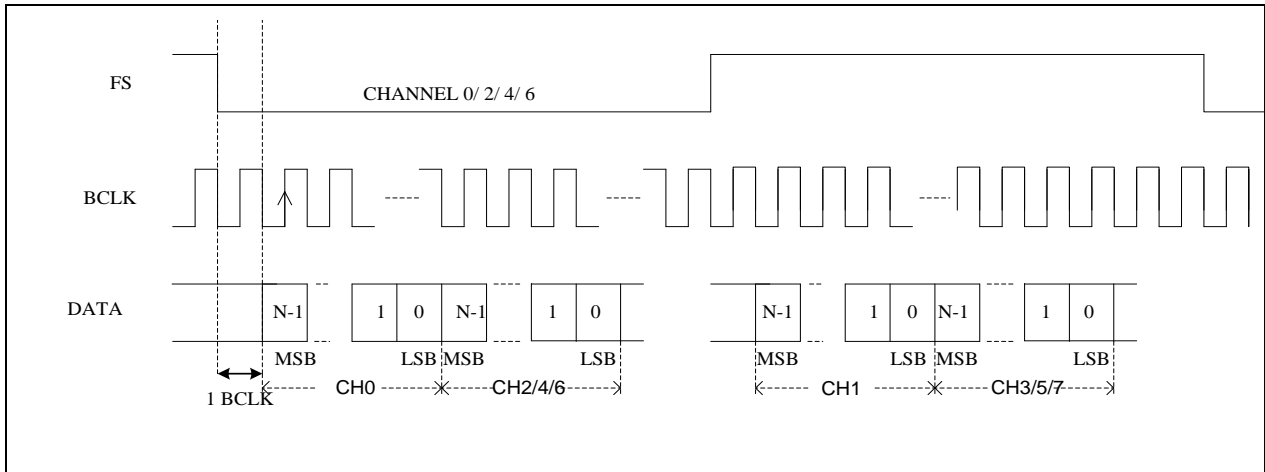 FS
CHANNEL 0/ 2/ 4/ 6
BCLK
DATA
N-1
1
0
N-1
1
0
N-1
1
0
N-1
1
0
MSB
LSB
MSB
LSB
MSB
LSB
MSB
LSB
1 BCLK
CH0
CH2/4/6
CH1
CH3/5/7